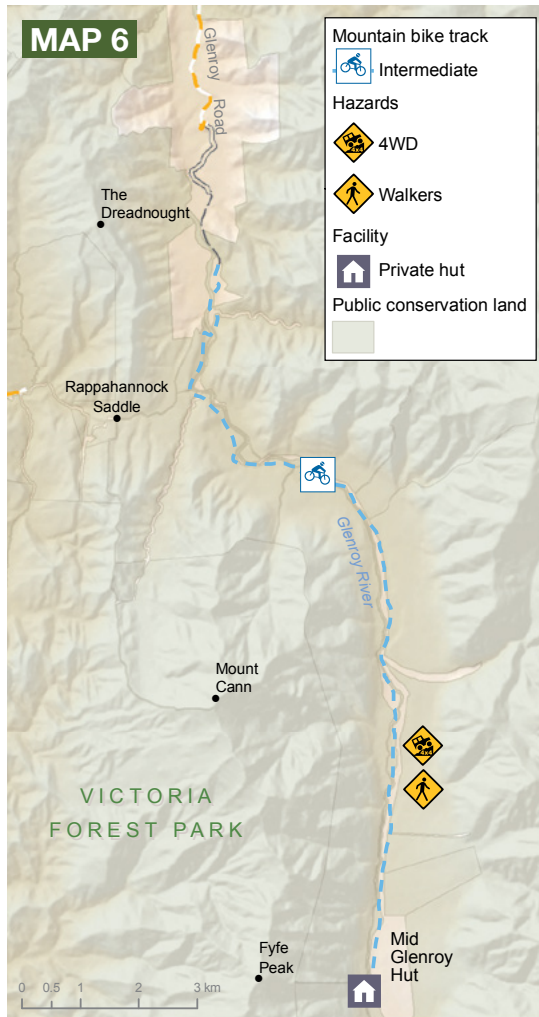 MAP 6
Glenroy
Road
Mountain bike track
Intermediate
Hazards
4WD
Walkers
Facility
Private hut
Public conservation land
The
Dreadnought
Rappahannock
Saddle
Glenroy River
Mount
Cann
VICTORIA
FOREST PARK
Fyfe
Peak
Mid
Glenroy
Hut
0 0.5 1 2 3 km